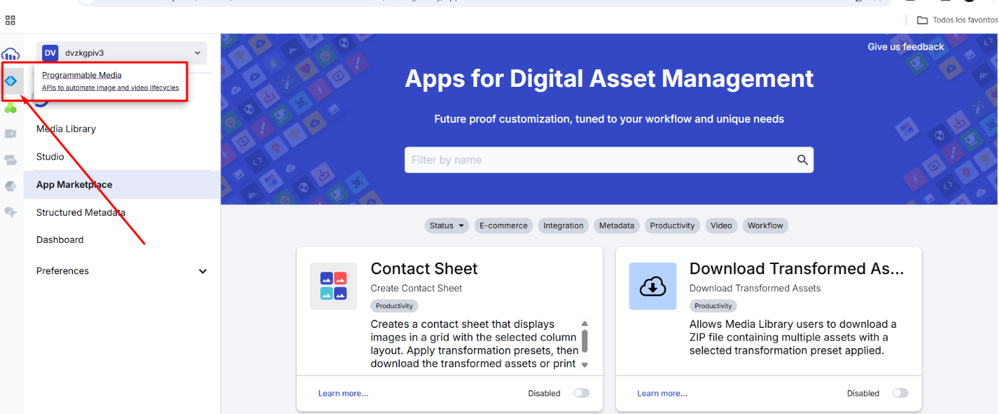 Todos los favoritos
DV dvzkgpiv3
Programmable Media
APIs to automate image and video lifecycles
Media Library
Studio
App Marketplace
Structured Metadata
Dashboard
Preferences
Give us feedback
Apps for Digital Asset Management
Future proof customization, tuned to your workflow and unique needs
Filter by name
Status E-commerce Integration Metadata Productivity Video Workflow
Contact Sheet
Create Contact Sheet
Productivity
Creates a contact sheet that displays
images in a grid with the selected column
layout. Apply transformation presets, then
download the transformed assets or print
Learn more... Disabled
Download Transformed As...
Download Transformed Assets
Productivity
Allows Media Library users to download a
ZIP file containing multiple assets with a
selected transformation preset applied.
Learn more... Disabled